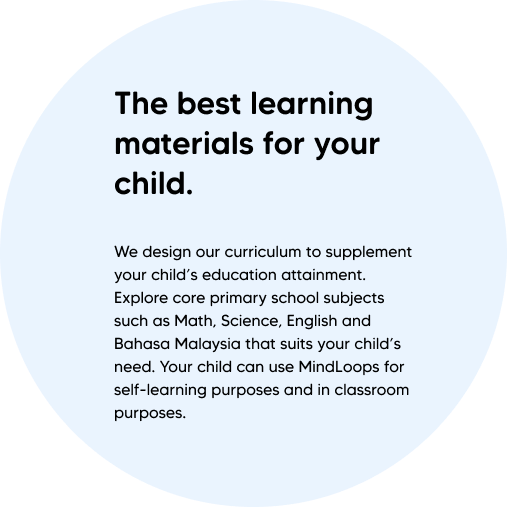 The best learning
materials for your
child.
We design our curriculum to supplement
your child’s education attainment.
Explore core primary school subjects
such as Math, Science, English and
Bahasa Malaysia that suits your child’s
need. Your child can use MindLoops for
self-learning purposes and in classroom
purposes.